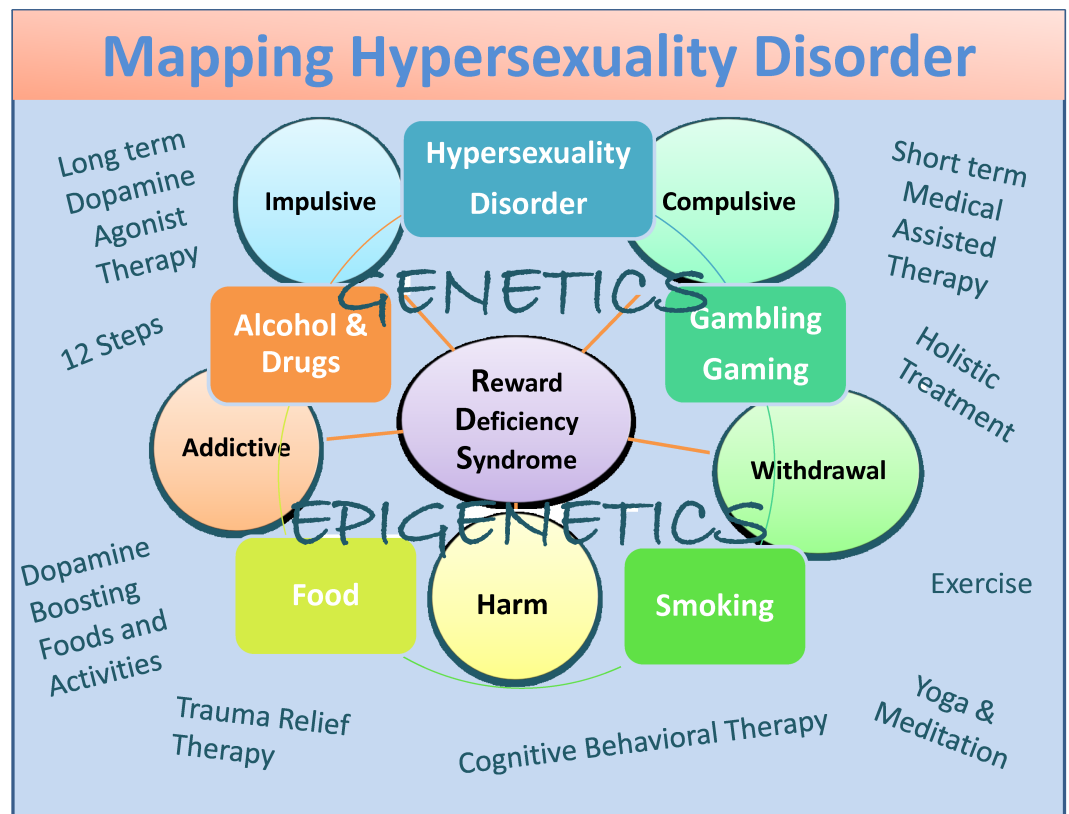 Mapping Hypersexuality Disorder
Long term
Dopamine
Agonist
Therapy
Impulsive
Hypersexuality
Disorder
Compulsive
Short term
Medical
Assisted
Therapy
GENETICS
12 Steps
Alcohol &
Drugs
Gambling
Gaming
Holistic
Treatment
Reward
Deficiency
Syndrome
Addictive
Withdrawal
EPIGENETICS
Dopamine
Boosting
Foods and
Activities
Food
Harm
Smoking
Exercise
Trauma Relief
Therapy
Cognitive Behavioral Therapy
Yoga &
Meditation